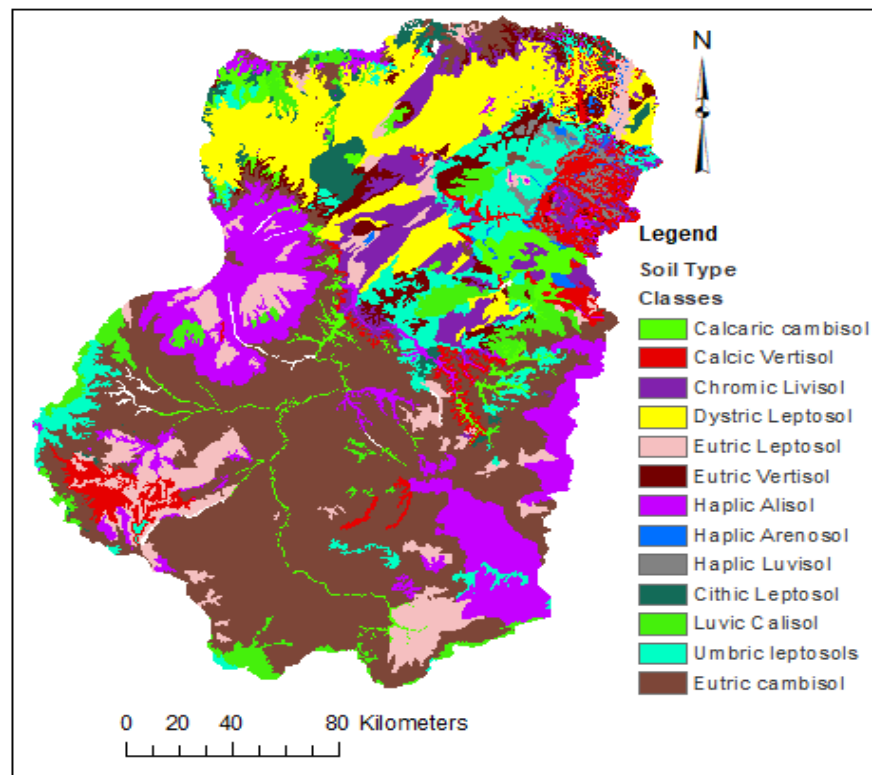 N
Legend
Soil Type
Classes
Calcaric cambisol
Calcic Vertisol
Chromic Livisol
Dystric Leptosol
Eutric Leptosol
Eutric Vertisol
Haplic Alisol
Haplic Arenosol
Haplic Luvisol
Cithic Leptosol
Luvic Calisol
Umbric leptosols
Eutric cambisol
0 20 40 80 Kilometers